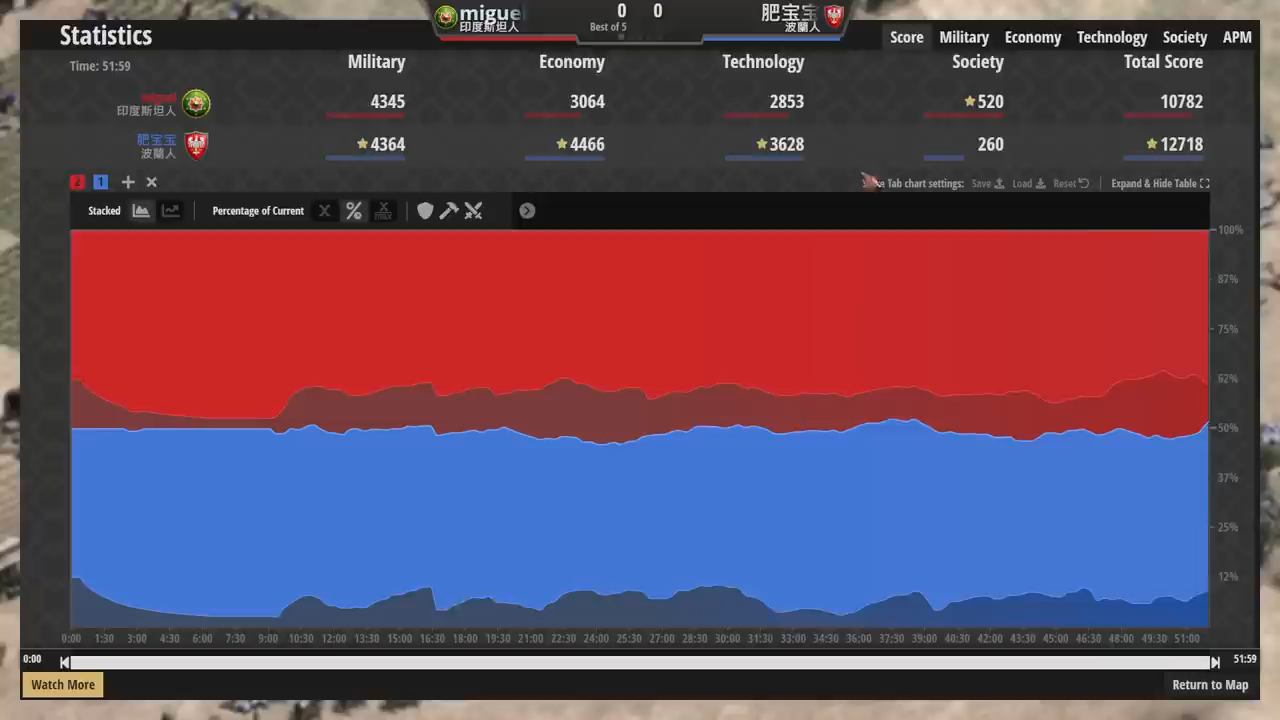 miguel 0 0 肥宝宝
印度斯坦人 Best of 5 波蘭人
Statistics
Score Military Economy Technology Society APM
Time: 51:59
Military Economy Technology Society Total Score
miguel
印度斯坦人
4345 3064 2853 520 10782
肥宝宝
波蘭人
4364 4466 3628 260 12718
2 1
Tab chart settings: Save Load Reset Expand & Hide Table
Stacked Percentage of Current
100%
87%
75%
62%
50%
37%
25%
12%
0:00 1:30 3:00 4:30 6:00 7:30 9:00 10:30 12:00 13:30 15:00 16:30 18:00 19:30 21:00 22:30 24:00 25:30 27:00 28:30 30:00 31:30 33:00 34:30 36:00 37:30 39:00 40:30 42:00 43:30 45:00 46:30 48:00 49:30 51:00
0:00 51:59
Watch More Return to Map